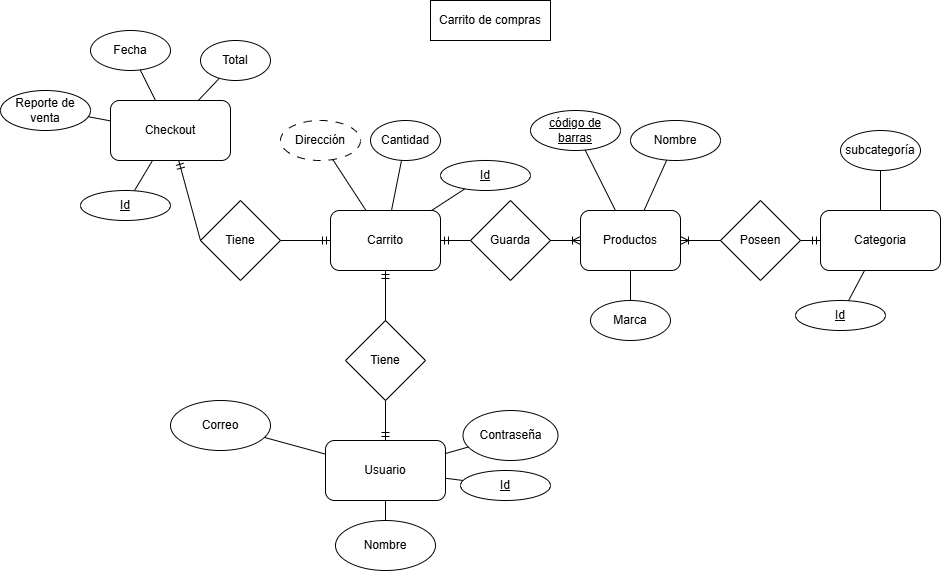 Carrito de compras
Fecha
Total
Reporte de
venta
Checkout
Id
Dirección
Cantidad
Id
código de
barras
Nombre
subcategoría
Tiene
Carrito
Guarda
Productos
Poseen
Categoria
Marca
Id
Tiene
Correo
Contraseña
Usuario
Id
Nombre